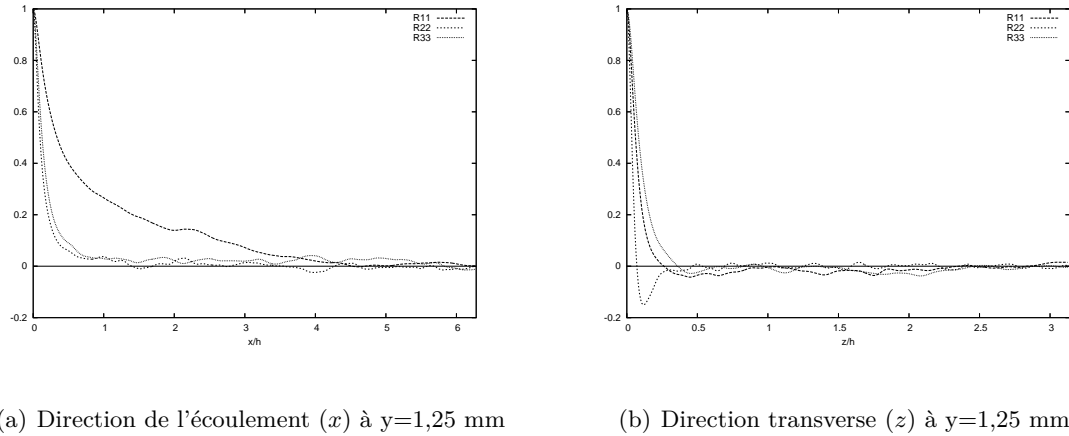 1
0.8
0.6
0.4
0.2
0
-0.2
0 1 2 3 4 5 6
x/h
R11
R22
R33
1
0.8
0.6
0.4
0.2
0
-0.2
0 0.5 1 1.5 2 2.5 3
z/h
R11
R22
R33
(a) Direction de l'écoulement (x) à y=1,25 mm
(b) Direction transverse (z) à y=1,25 mm